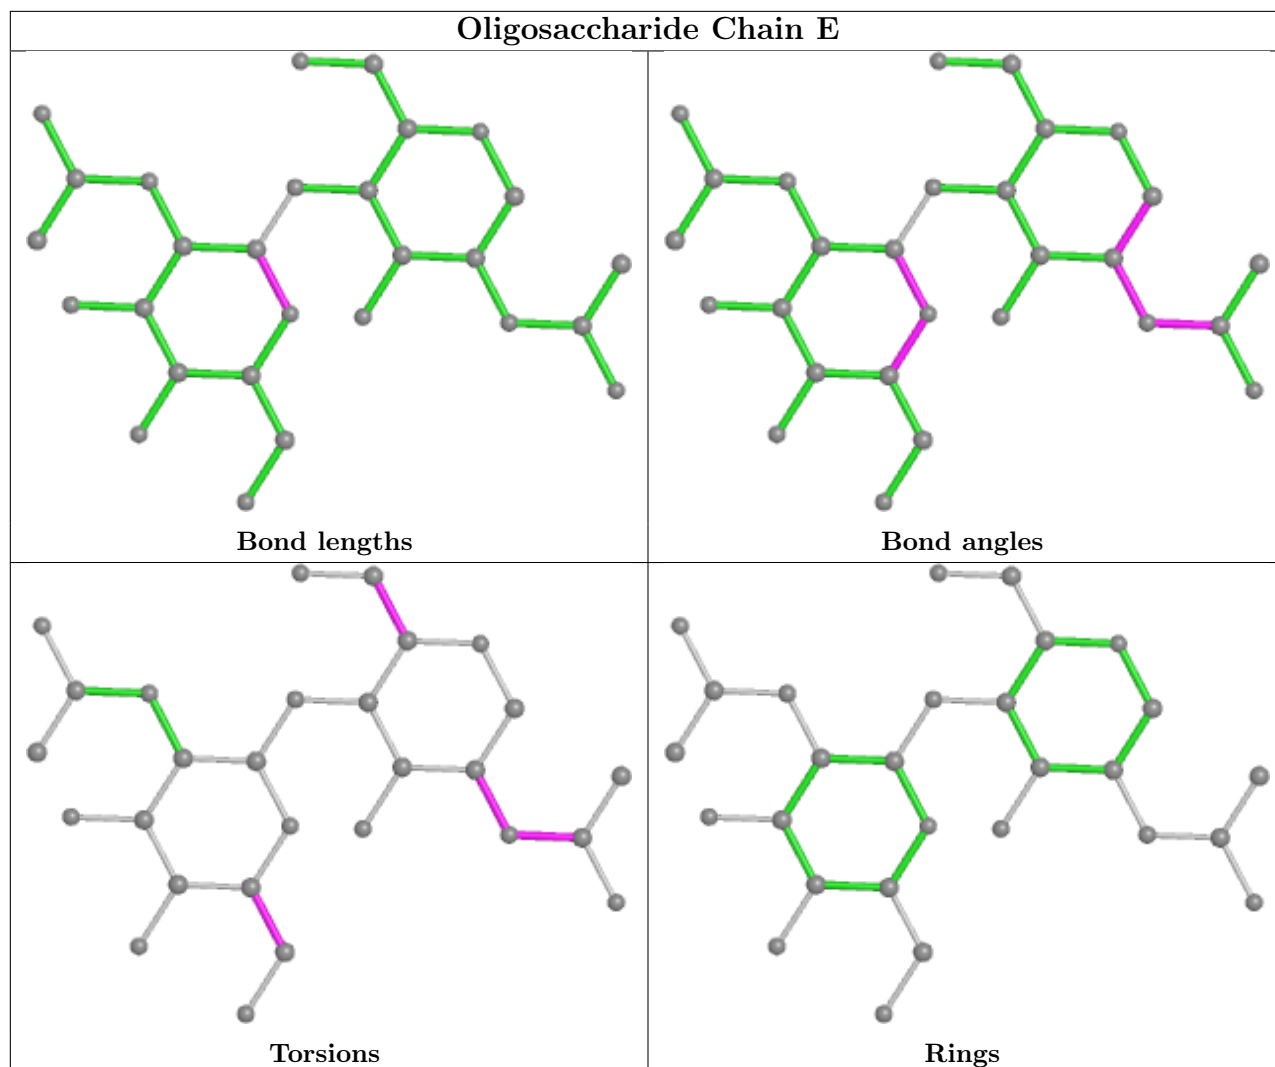 Oligosaccharide Chain E
Bond lengths
Bond angles
Torsions
Rings